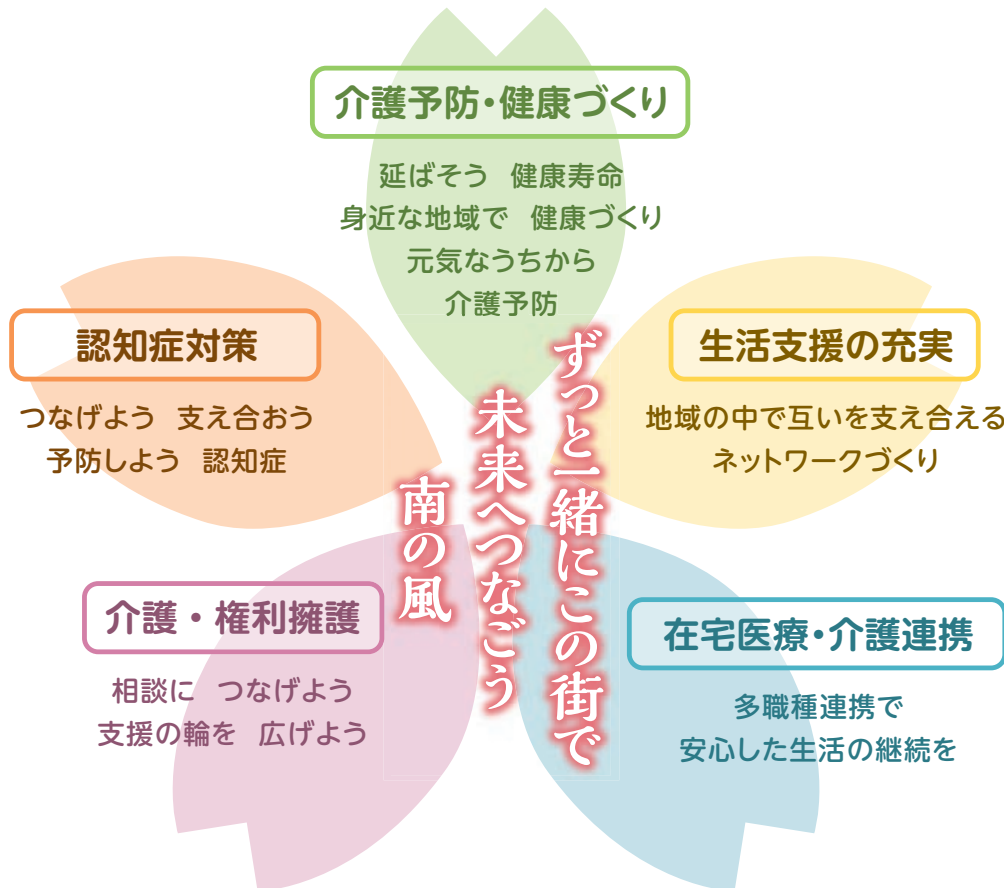 介護予防・健康づくり
延ばそう 健康寿命
身近な地域で 健康づくり
元気なうちから
介護予防
認知症対策
つなげよう 支え合おう
予防しよう 認知症
生活支援の充実
地域の中で互いを支え合える
ネットワークづくり
ずっと一緒にこの街で
未来へつなごう
南の風
介護・権利擁護
相談に つなげよう
支援の輪を 広げよう
在宅医療・介護連携
多職種連携で
安心した生活の継続を